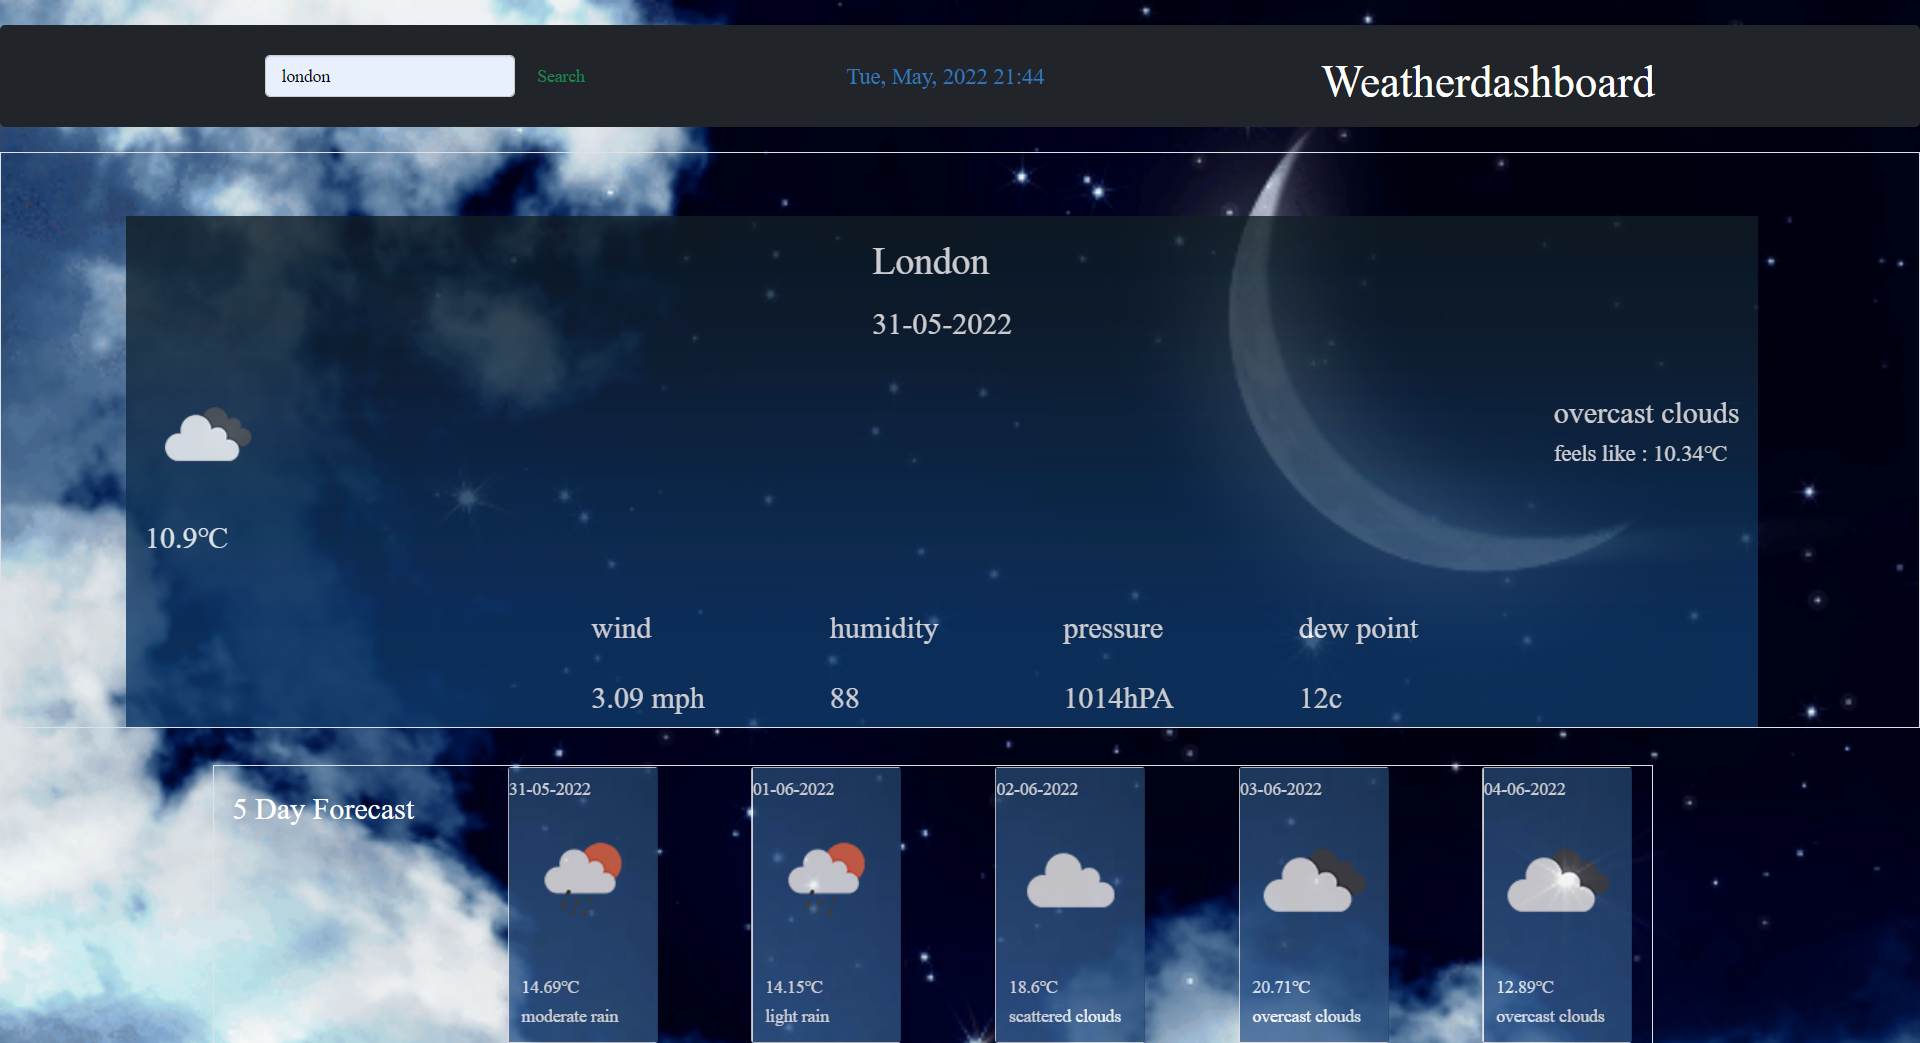 london
Search
Tue, May, 2022 21:44
Weatherdashboard
London
31-05-2022
overcast clouds
feels like : 10.34°C
10.9°C
wind
humidity
pressure
dew point
3.09 mph
88
1014hPA
12c
5 Day Forecast
31-05-2022
14.69°C
moderate rain
01-06-2022
14.15°C
light rain
02-06-2022
18.6°C
scattered clouds
03-06-2022
20.71°C
overcast clouds
04-06-2022
12.89°C
overcast clouds